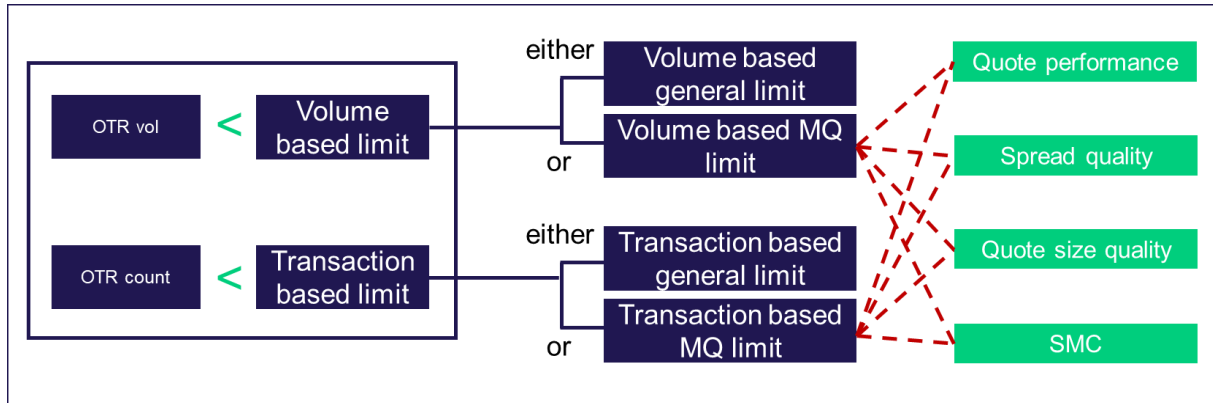 either
Volume based
general limit
Quote performance
OTR vol
<
Volume
based limit
Volume based MQ
limit
or
Spread quality
either
Transaction based
general limit
Quote size quality
OTR count
<
Transaction
based limit
Transaction based
MQ limit
or
SMC